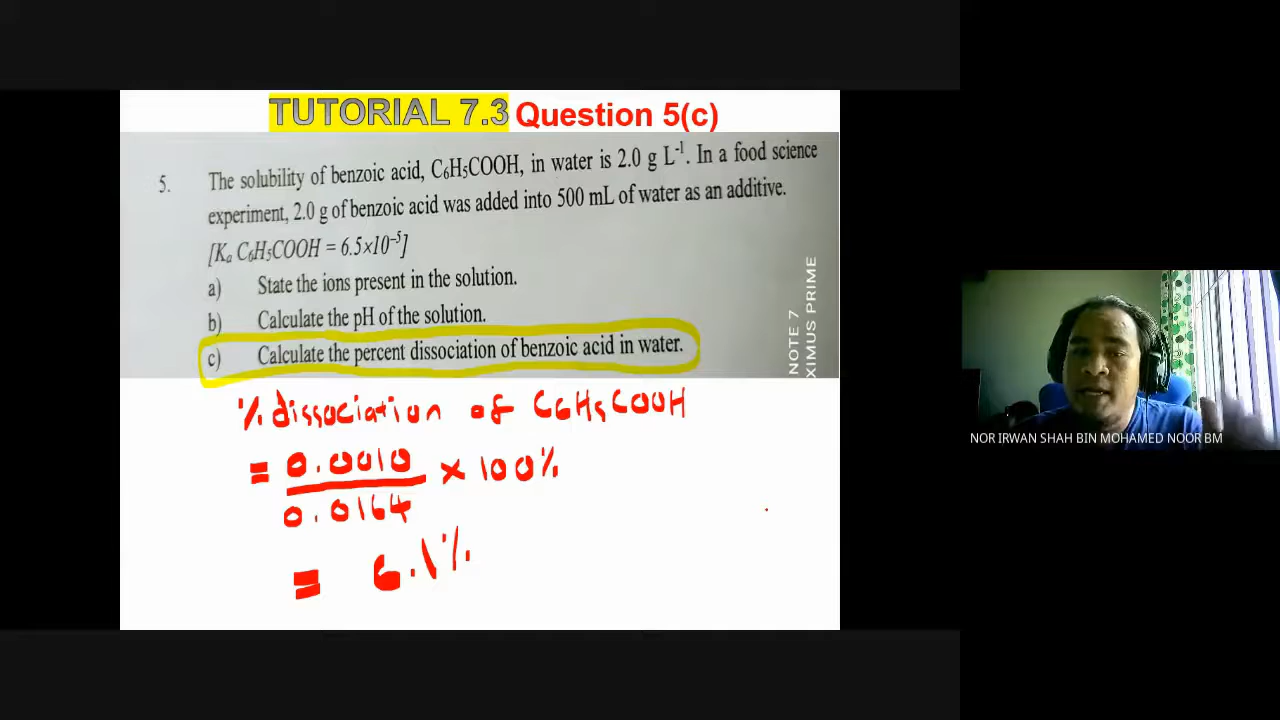 TUTORIAL 7.3 Question 5(c)
5. The solubility of benzoic acid, C₆H₅COOH, in water is 2.0 g L⁻¹. In a food science
experiment, 2.0 g of benzoic acid was added into 500 mL of water as an additive.
[Kₐ C₆H₅COOH = 6.5×10⁻⁵]
a) State the ions present in the solution.
b) Calculate the pH of the solution.
c) Calculate the percent dissociation of benzoic acid in water.
NOTE 7
XIMUS PRIME
% dissociation of C6H5COOH
= 0.0010 × 100%
0.0164
= 6.1%
NOR IRWAN SHAH BIN MOHAMED NOOR BM